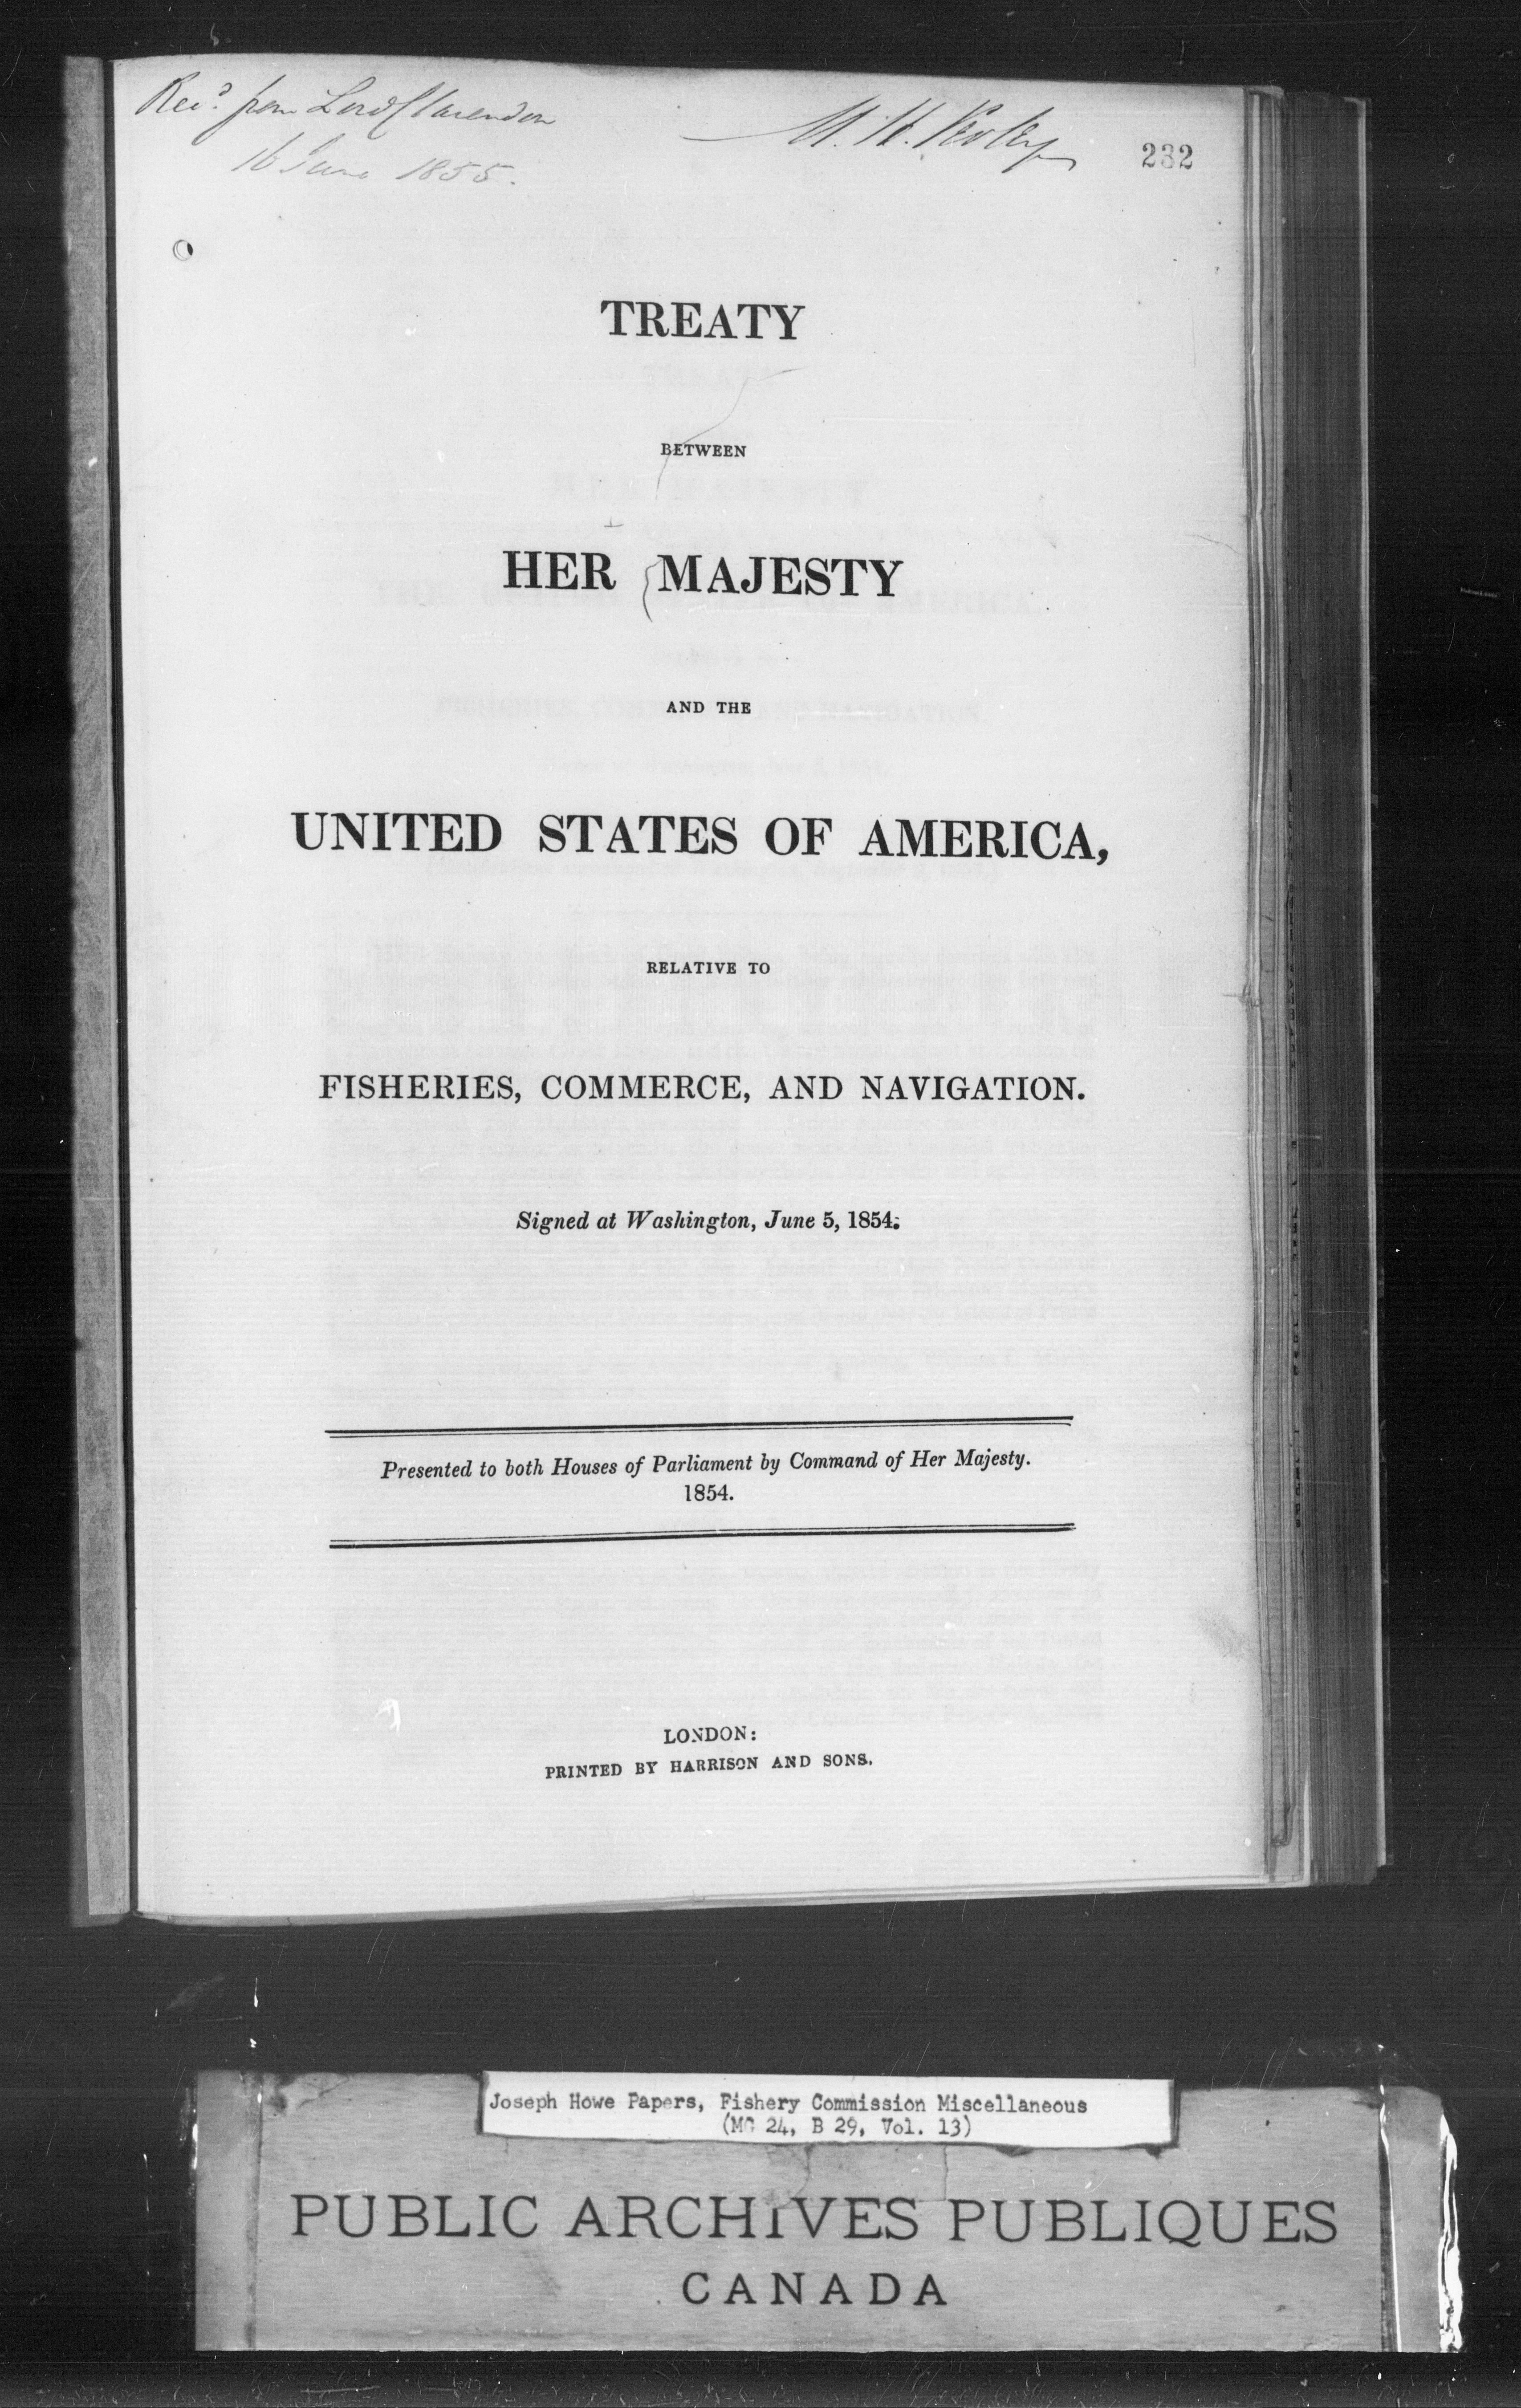 Rec'd from Lord Clarendon
16 June 1855.
M. H. Perley
232
TREATY
BETWEEN
HER MAJESTY
AND THE
UNITED STATES OF AMERICA,
RELATIVE TO
FISHERIES, COMMERCE, AND NAVIGATION.
Signed at Washington, June 5, 1854.
Presented to both Houses of Parliament by Command of Her Majesty.
1854.
LONDON:
PRINTED BY HARRISON AND SONS.
Joseph Howe Papers, Fishery Commission Miscellaneous
(MG 24, B 29, Vol. 13)
PUBLIC ARCHIVES PUBLIQUES
CANADA